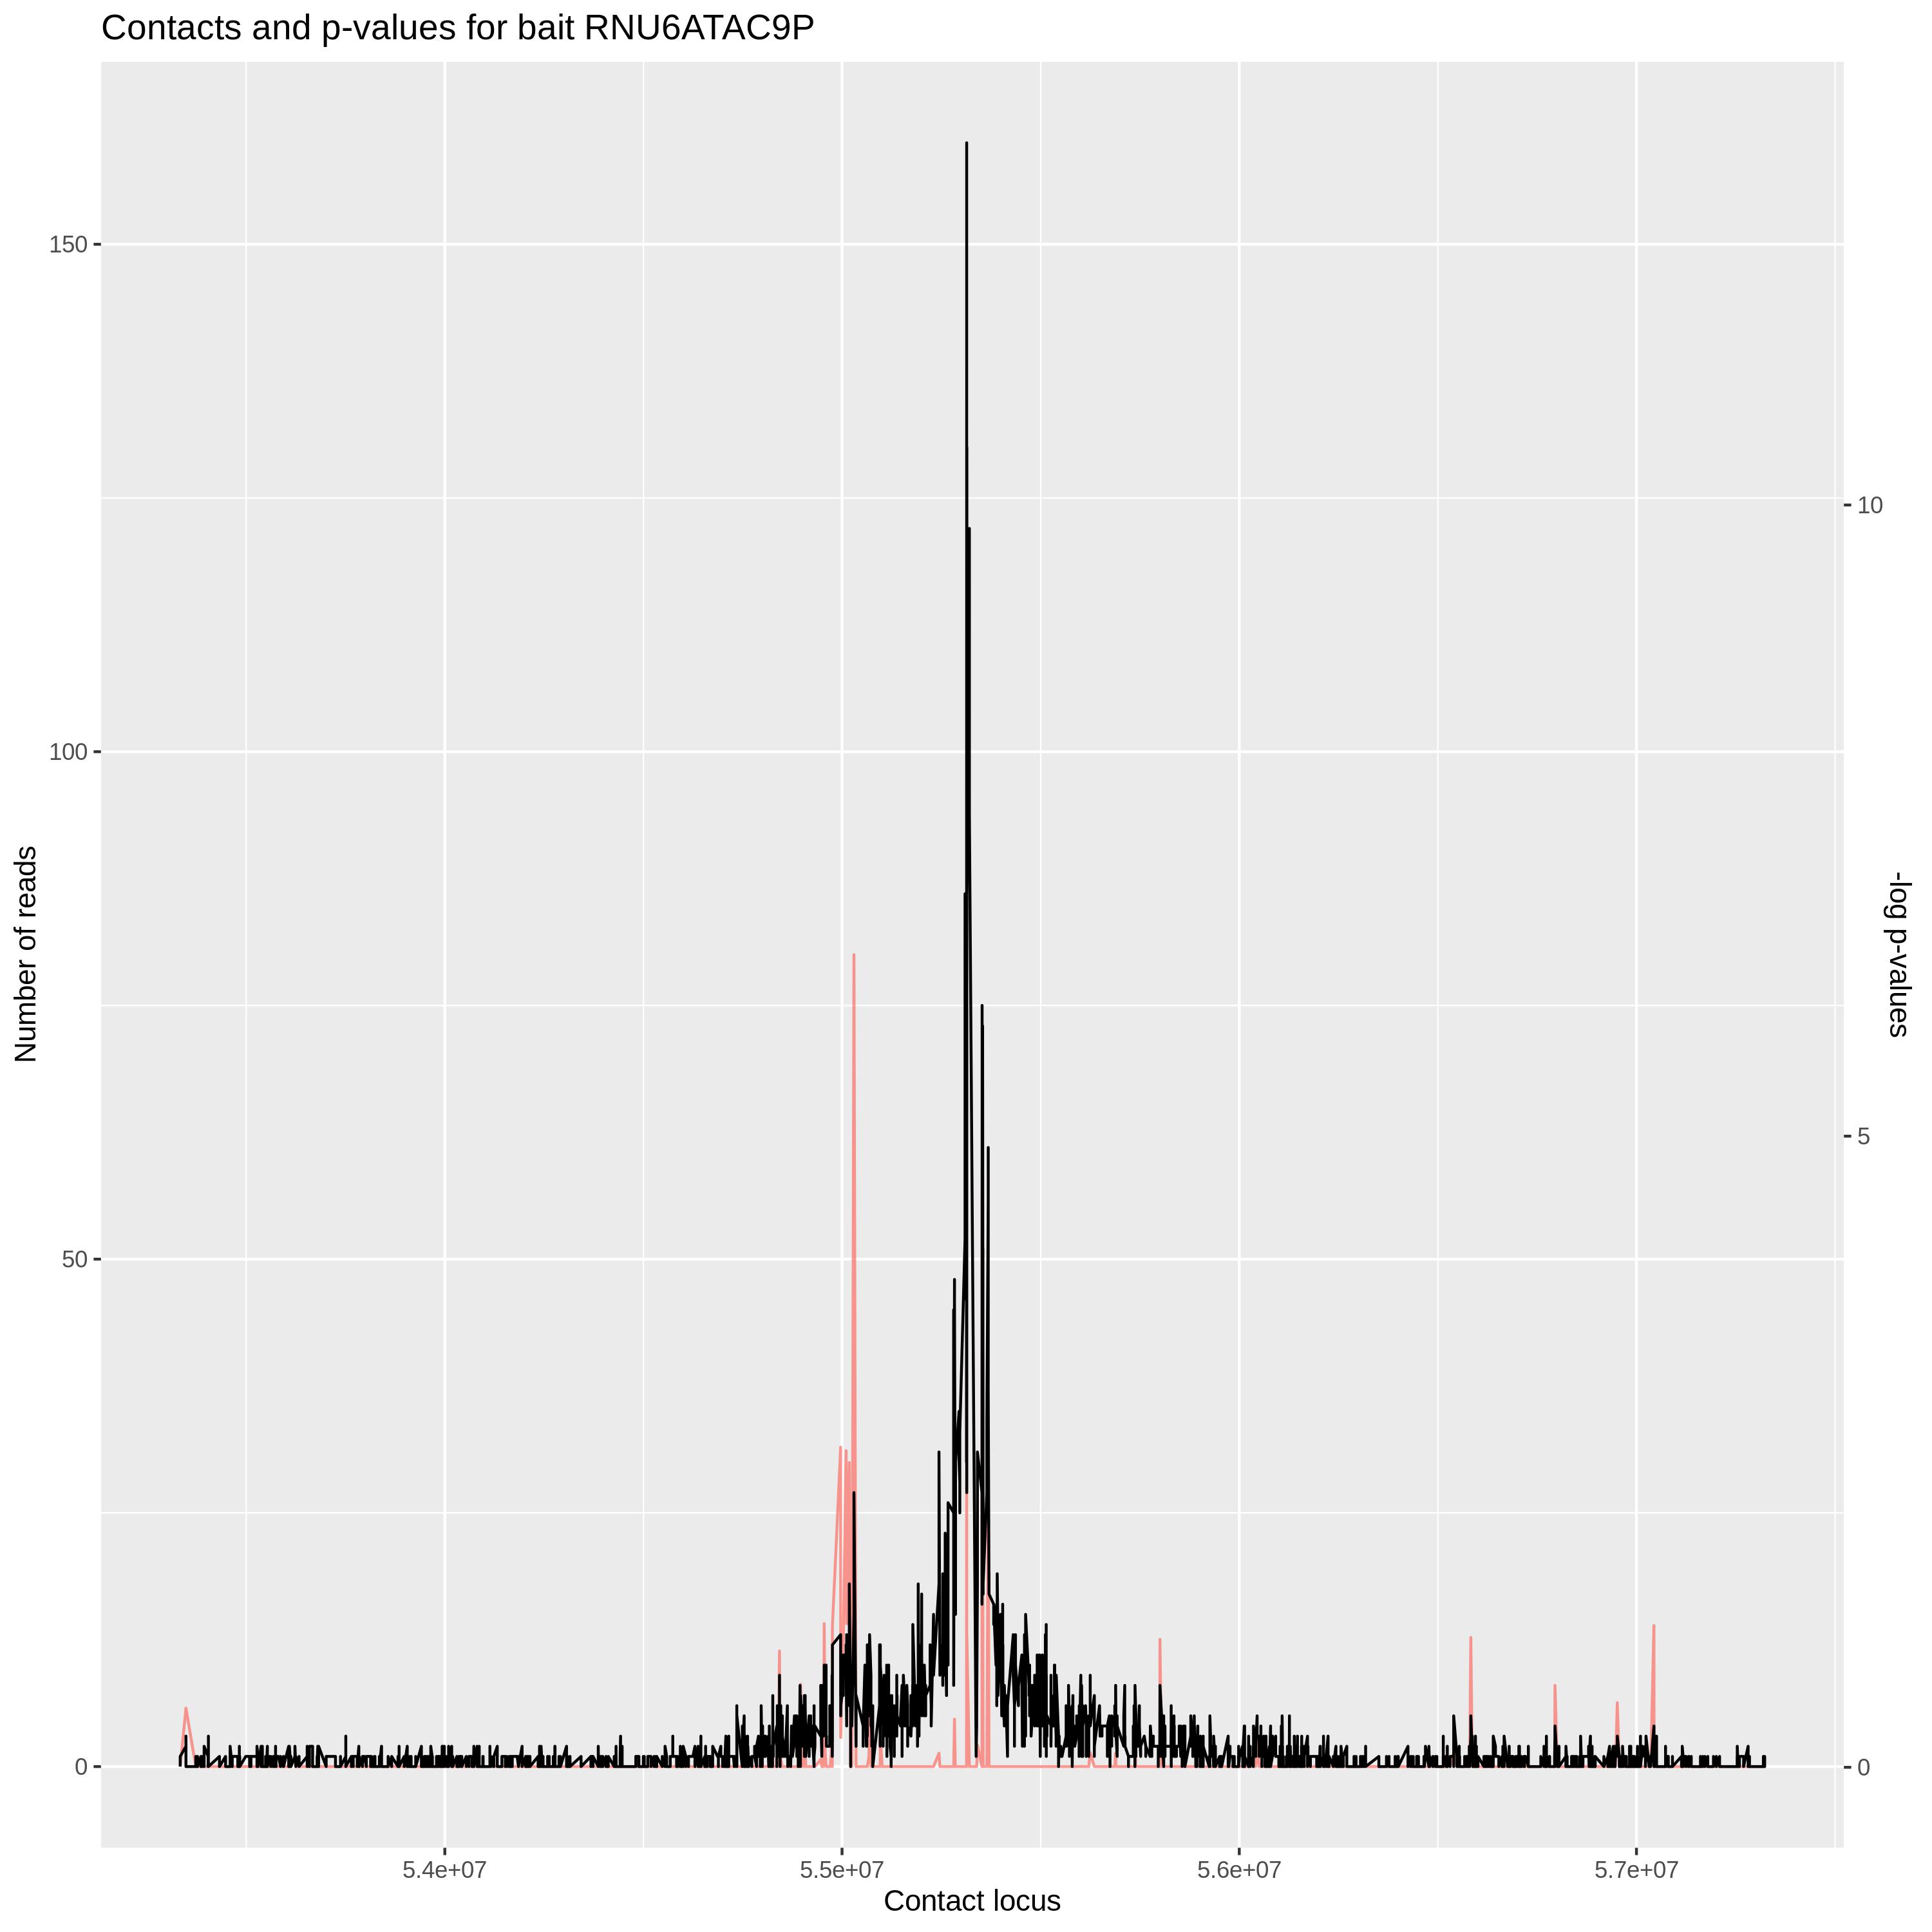 Contacts and p-values for bait RNU6ATAC9P
150
100
50
0
Number of reads
10
5
0
-log p-values
5.4e+07
5.5e+07
5.6e+07
5.7e+07
Contact locus